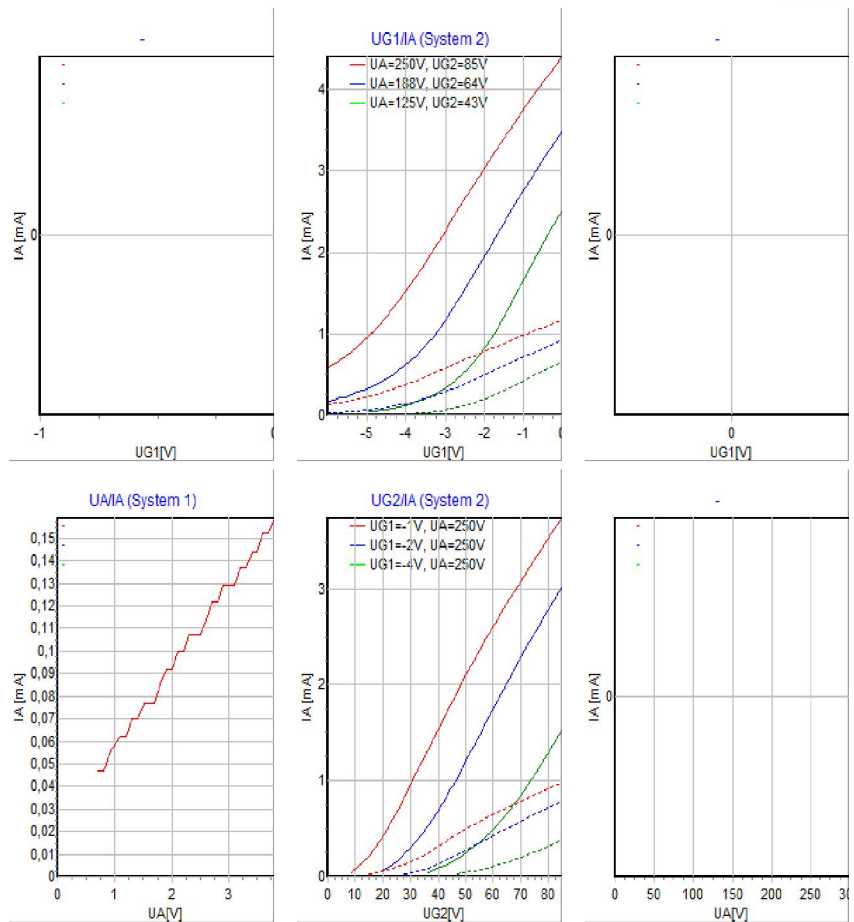 -
UG1/IA (System 2)
-
UA=250V, UG2=85V
UA=188V, UG2=64V
UA=125V, UG2=43V
IA [mA]
0
-1
0
UG1[V]
IA [mA]
4
3
2
1
0
-5
-4
-3
-2
-1
0
UG1[V]
IA [mA]
0
0
UG1[V]
UA/IA (System 1)
UG2/IA (System 2)
-
IA [mA]
0,15
0,14
0,13
0,12
0,11
0,1
0,09
0,08
0,07
0,06
0,05
0,04
0,03
0,02
0,01
0
0
1
2
3
UA[V]
UG1=-1V, UA=250V
UG1=-2V, UA=250V
UG1=-4V, UA=250V
IA [mA]
3
2
1
0
0
10
20
30
40
50
60
70
80
UG2[V]
IA [mA]
0
0
50
100
150
200
250
300
UA[V]